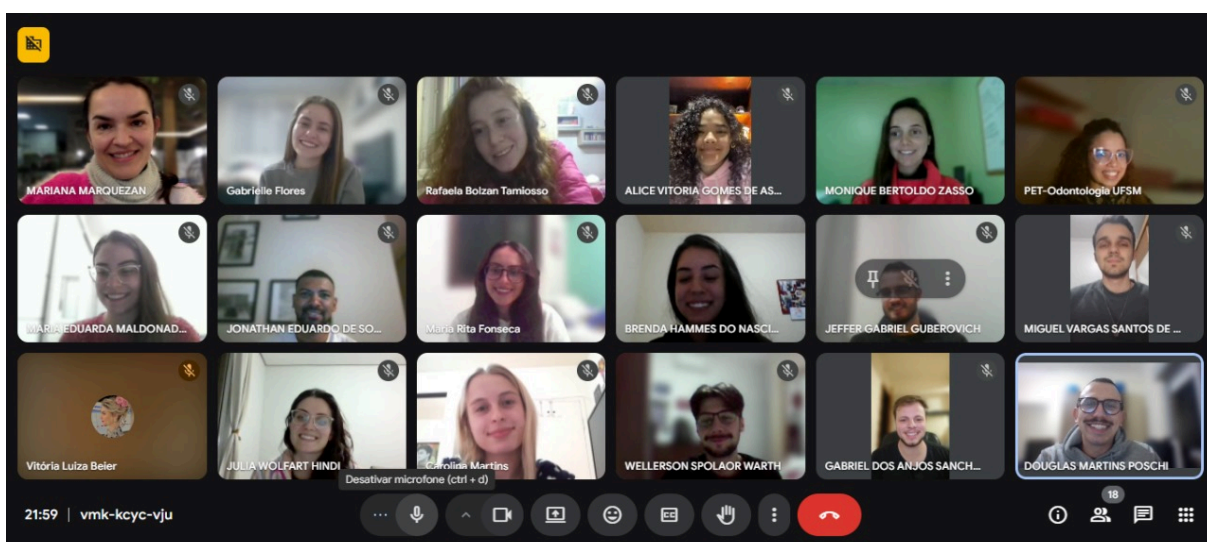 MARIANA MARQUEZAN
Gabrielle Flores
Rafaela Bolzan Tamiosso
ALICE VITORIA GOMES DE AS...
MONIQUE BERTOLDO ZASSO
PET-Odontologia UFSM
MARIA EDUARDA MALDONAD...
JONATHAN EDUARDO DE SO...
Maria Rita Fonseca
BRENDA HAMMES DO NASCI...
JEFFER GABRIEL GUBEROVICH
MIGUEL VARGAS SANTOS DE ...
Vitória Luiza Beier
JULIA WOLFART HINDI
Carolina Martins
WELLERSON SPOLAOR WARTH
GABRIEL DOS ANJOS SANCH...
DOUGLAS MARTINS POSCHI
Desativar microfone (ctrl + d)
21:59 | vmk-kcyc-vju
CC
18